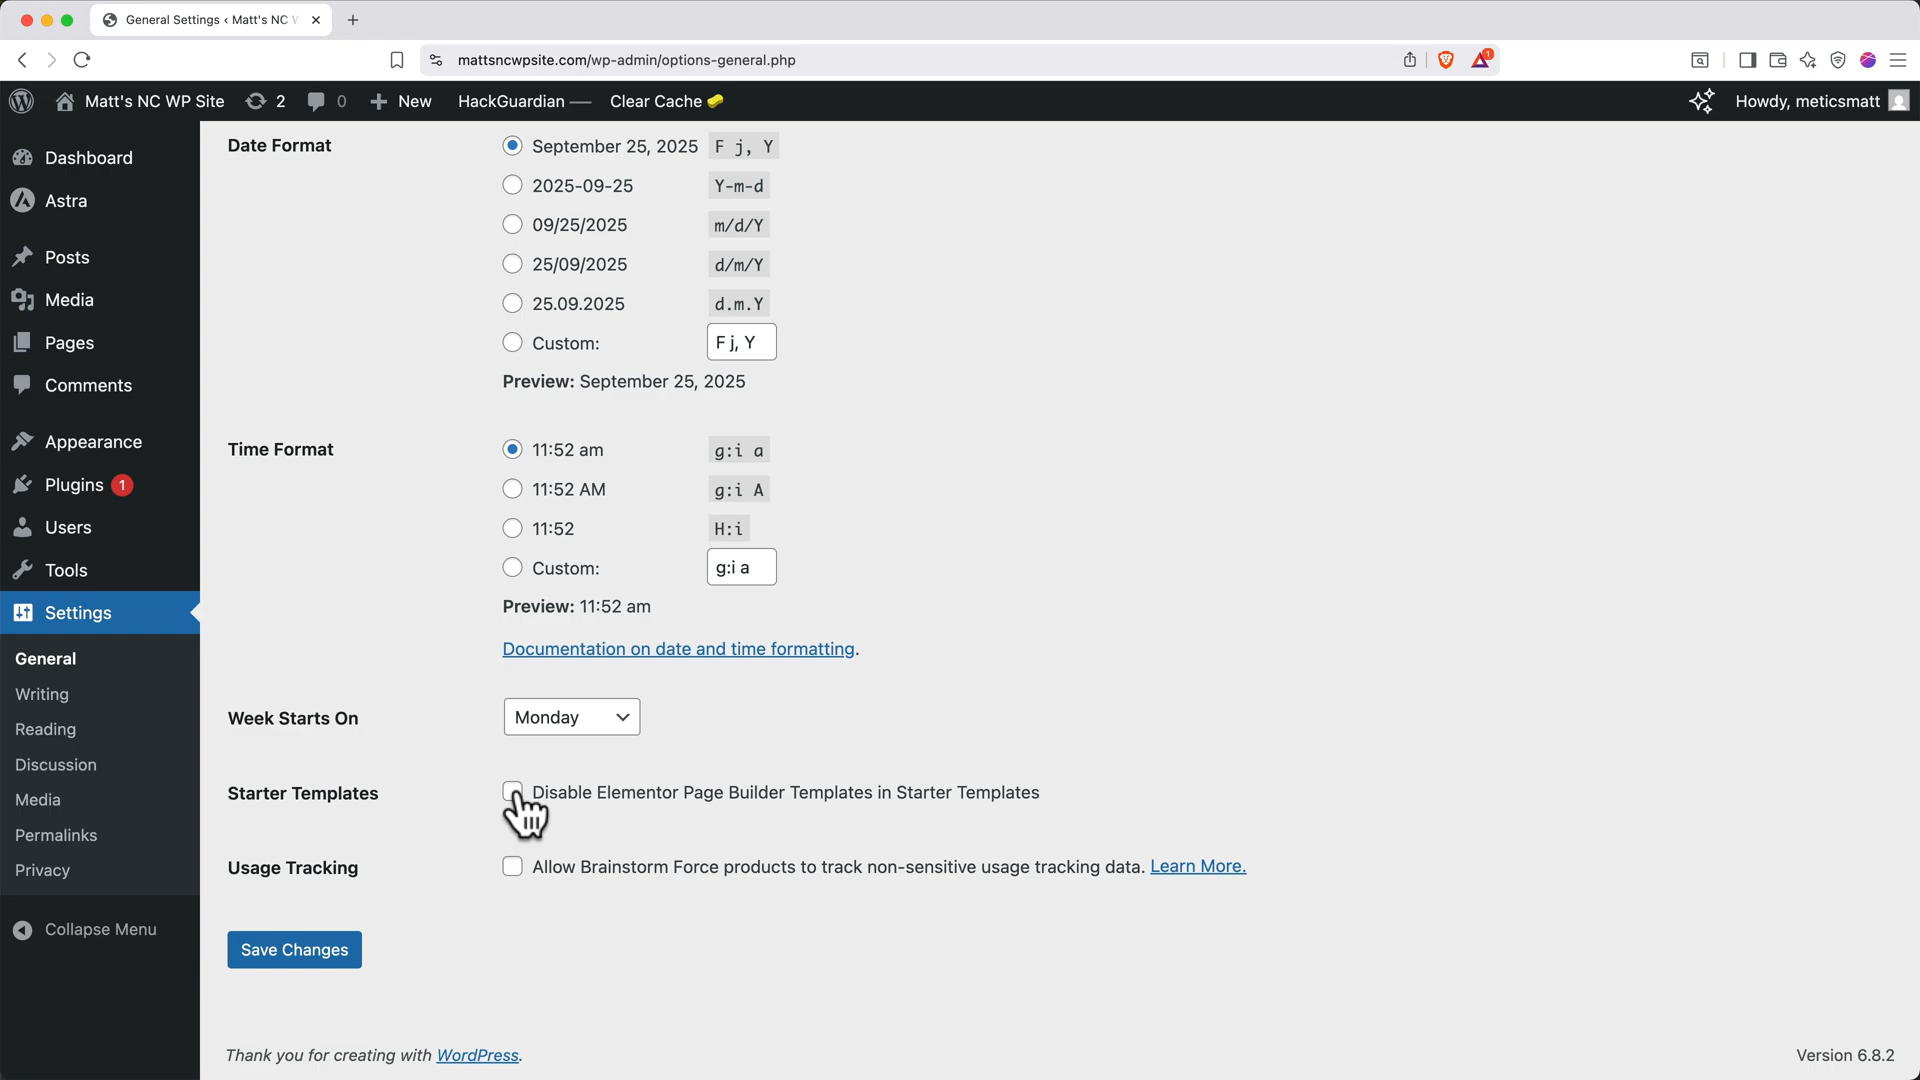 General Settings ‹ Matt's NC W
mattsncwpsite.com/wp-admin/options-general.php
1
Matt's NC WP Site 2 0 New HackGuardian — Clear Cache Howdy, meticsmatt
Dashboard
Astra
Posts
Media
Pages
Comments
Appearance
Plugins 1
Users
Tools
Settings
General
Writing
Reading
Discussion
Media
Permalinks
Privacy
Collapse Menu
Date Format
September 25, 2025 F j, Y
2025-09-25 Y-m-d
09/25/2025 m/d/Y
25/09/2025 d/m/Y
25.09.2025 d.m.Y
Custom: F j, Y
Preview: September 25, 2025
Time Format
11:52 am g:i a
11:52 AM g:i A
11:52 H:i
Custom: g:i a
Preview: 11:52 am
Documentation on date and time formatting.
Week Starts On Monday
Starter Templates Disable Elementor Page Builder Templates in Starter Templates
Usage Tracking Allow Brainstorm Force products to track non-sensitive usage tracking data. Learn More.
Save Changes
Thank you for creating with WordPress.
Version 6.8.2